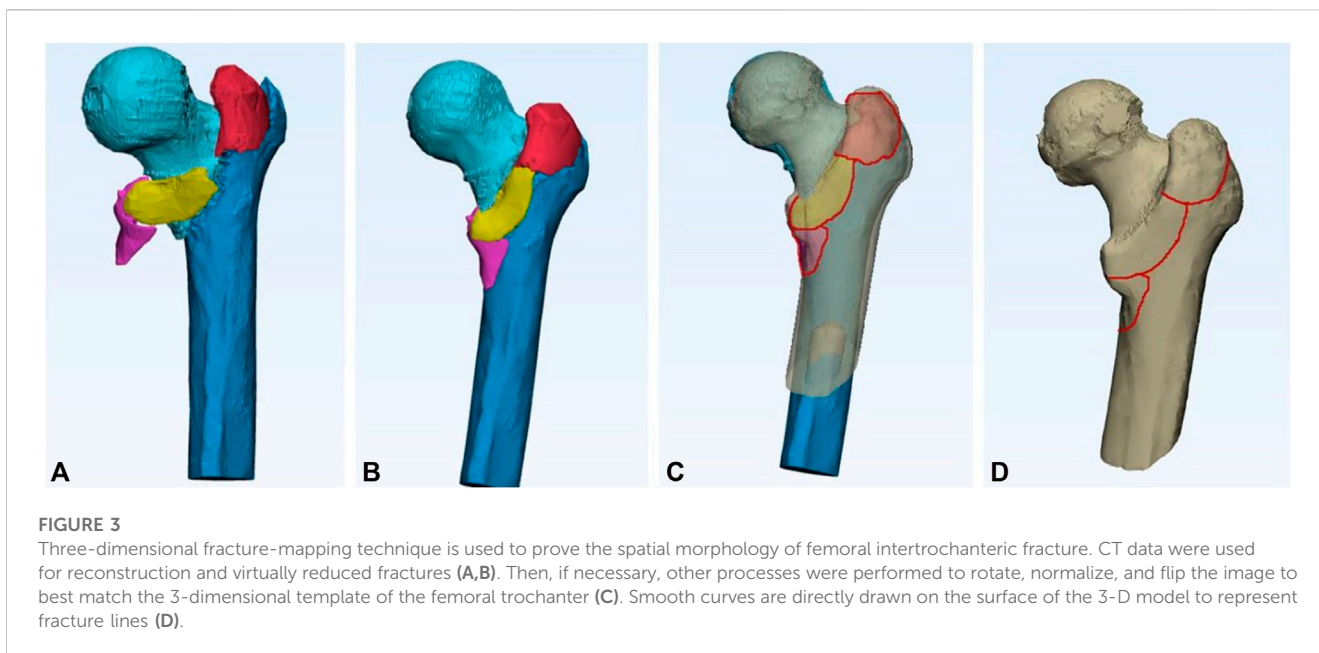 A B C D
FIGURE 3
Three-dimensional fracture-mapping technique is used to prove the spatial morphology of femoral intertrochanteric fracture. CT data were used
for reconstruction and virtually reduced fractures (A,B). Then, if necessary, other processes were performed to rotate, normalize, and flip the image to
best match the 3-dimensional template of the femoral trochanter (C). Smooth curves are directly drawn on the surface of the 3-D model to represent
fracture lines (D).